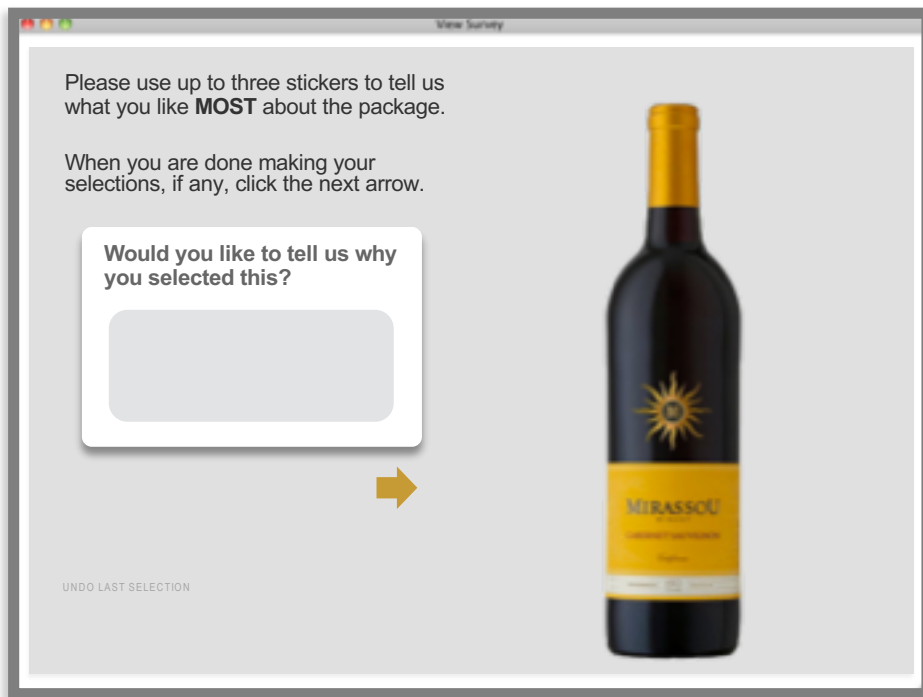 View Survey
Please use up to three stickers to tell us
what you like MOST about the package.
When you are done making your
selections, if any, click the next arrow.
Would you like to tell us why
you selected this?
MIRASSOU
CABERNET SAUVIGNON
UNDO LAST SELECTION